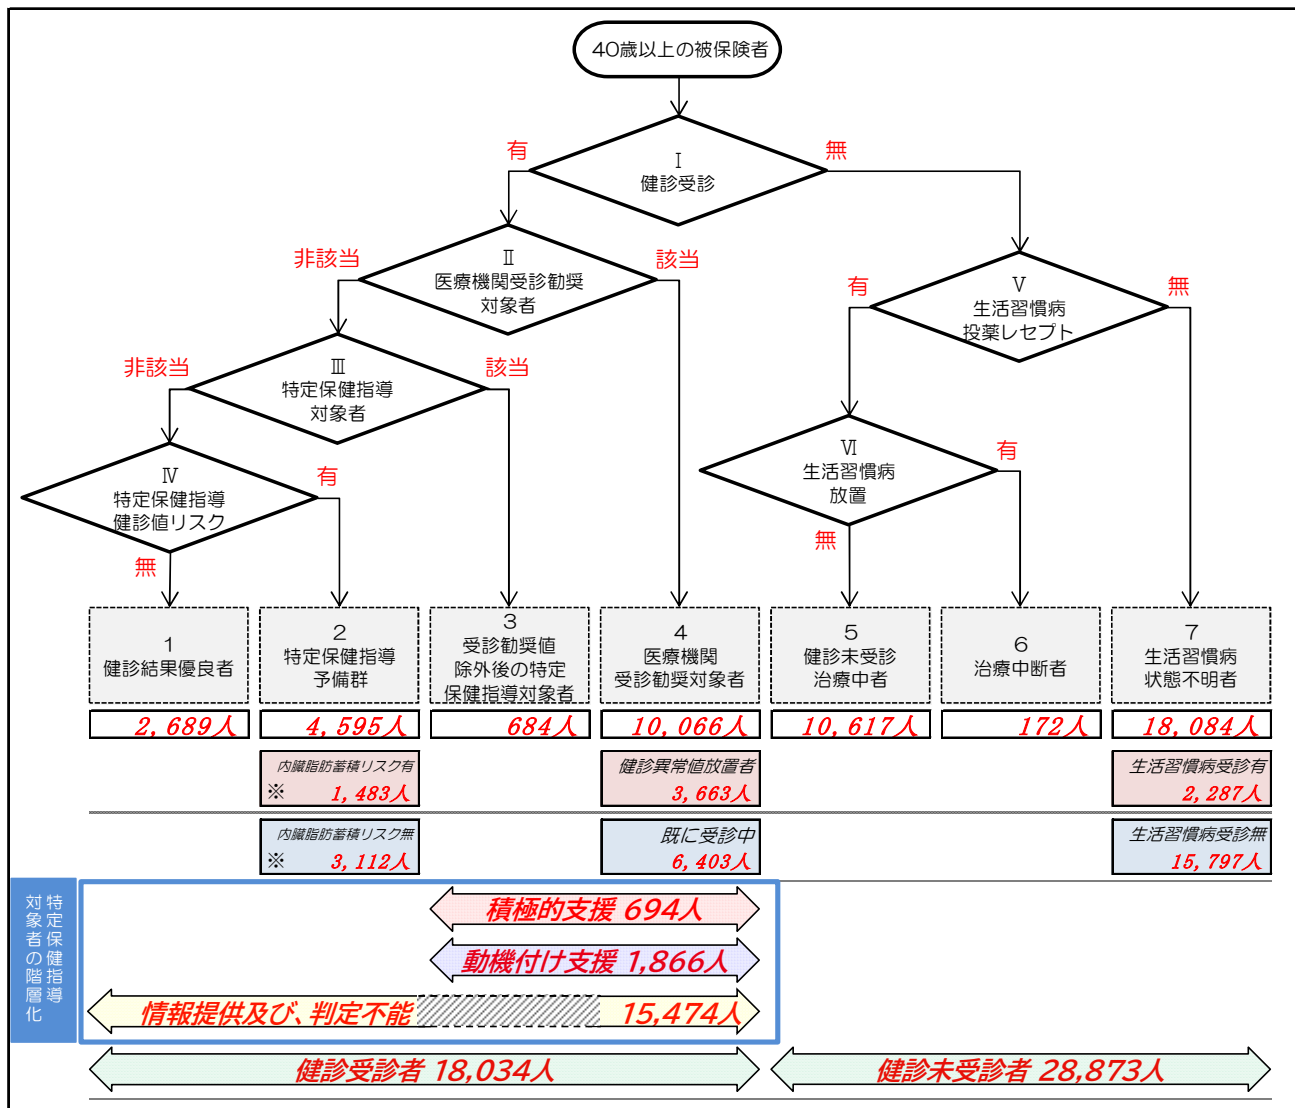 40歳以上の被保険者
Ⅰ
健診受診
有
無
Ⅱ
医療機関受診勧奨
対象者
非該当
該当
Ⅴ
生活習慣病
投薬レセプト
有
無
Ⅲ
特定保健指導
対象者
非該当
該当
Ⅳ
特定保健指導
健診値リスク
有
無
Ⅵ
生活習慣病
放置
有
無
1
健診結果優良者
2,689人
2
特定保健指導
予備群
4,595人
3
受診勧奨値
除外後の特定
保健指導対象者
684人
4
医療機関
受診勧奨対象者
10,066人
5
健診未受診
治療中者
10,617人
6
治療中断者
172人
7
生活習慣病
状態不明者
18,084人
内臓脂肪蓄積リスク有
※ 1,483人
健診異常値放置者
3,663人
生活習慣病受診有
2,287人
内臓脂肪蓄積リスク無
※ 3,112人
既に受診中
6,403人
生活習慣病受診無
15,797人
特定保健指導
対象者の階層化
積極的支援 694人
動機付け支援 1,866人
情報提供及び、判定不能 15,474人
健診受診者 18,034人
健診未受診者 28,873人